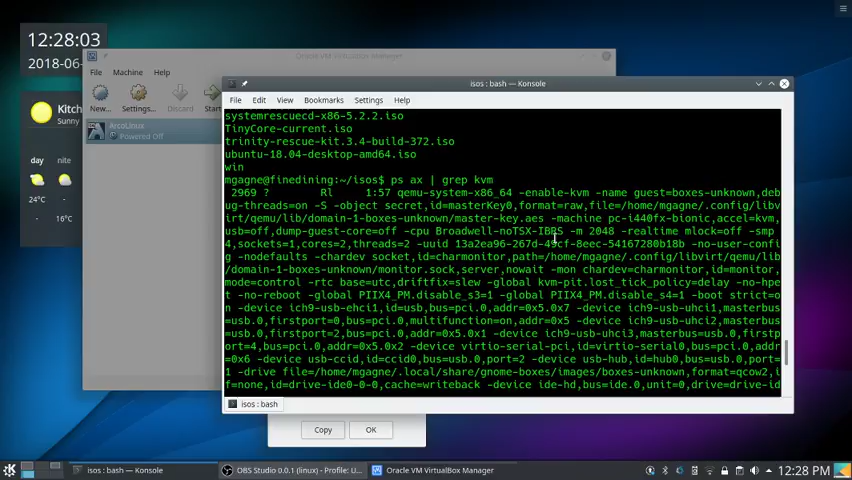 12:28:03
2018-06-
Kitch
Sunny
day
nite
24°C
16°C
Oracle VM VirtualBox Manager
File
Machine
Help
New...
Settings...
Discard
Start
ArcoLinux
Powered Off
isos : bash — Konsole
File
Edit
View
Bookmarks
Settings
Help
systemrescuecd-x86-5.2.2.iso
TinyCore-current.iso
trinity-rescue-kit.3.4-build-372.iso
ubuntu-18.04-desktop-amd64.iso
win
mgagne@finedining:~/isos$ ps ax | grep kvm
2969 ? Rl 1:57 qemu-system-x86_64 -enable-kvm -name guest=boxes-unknown,deb
ug-threads=on -S -object secret,id=masterKey0,format=raw,file=/home/mgagne/.config/lib
virt/qemu/lib/domain-1-boxes-unknown/master-key.aes -machine pc-i440fx-bionic,accel=kvm,
usb=off,dump-guest-core=off -cpu Broadwell-noTSX-IBRS -m 2048 -realtime mlock=off -smp
4,sockets=1,cores=2,threads=2 -uuid 13a2ea96-267d-49cf-8eec-54167280b18b -no-user-confi
g -nodefaults -chardev socket,id=charmonitor,path=/home/mgagne/.config/libvirt/qemu/lib
/domain-1-boxes-unknown/monitor.sock,server,nowait -mon chardev=charmonitor,id=monitor,
mode=control -rtc base=utc,driftfix=slew -global kvm-pit.lost_tick_policy=delay -no-hpe
t -no-reboot -global PIIX4_PM.disable_s3=1 -global PIIX4_PM.disable_s4=1 -boot strict=o
n -device ich9-usb-ehci1,id=usb,bus=pci.0,addr=0x5.0x7 -device ich9-usb-uhci1,masterbus
=usb.0,firstport=0,bus=pci.0,multifunction=on,addr=0x5 -device ich9-usb-uhci2,masterbus
=usb.0,firstport=2,bus=pci.0,addr=0x5.0x1 -device ich9-usb-uhci3,masterbus=usb.0,firstp
ort=4,bus=pci.0,addr=0x5.0x2 -device virtio-serial-pci,id=virtio-serial0,bus=pci.0,addr
=0x6 -device usb-ccid,id=ccid0,bus=usb.0,port=2 -device usb-hub,id=hub0,bus=usb.0,port=
1 -drive file=/home/mgagne/.local/share/gnome-boxes/images/boxes-unknown,format=qcow2,i
f=none,id=drive-ide0-0-0,cache=writeback -device ide-hd,bus=ide.0,unit=0,drive=drive-id
isos : bash
Copy
OK
isos : bash — Konsole
OBS Studio 0.0.1 (linux) - Profile: U...
Oracle VM VirtualBox Manager
12:28 PM